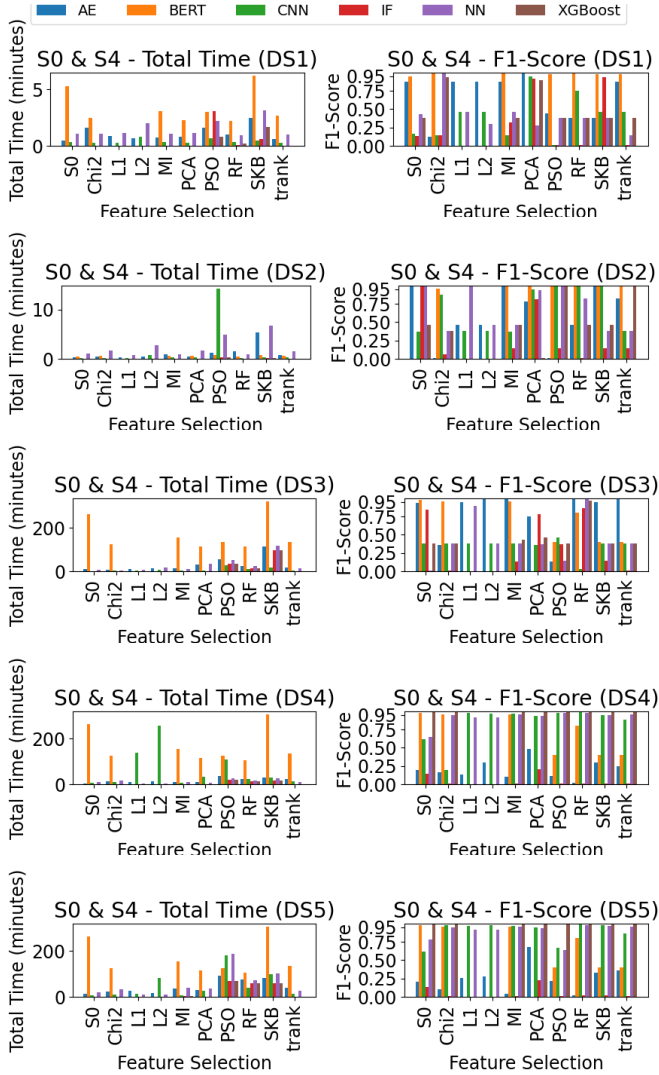 AE BERT CNN IF NN XGBoost
S0 & S4 - Total Time (DS1)
Total Time (minutes)
5
0
S0 Chi2 L1 L2 MI PCA PSO RF SKB trank
Feature Selection
S0 & S4 - F1-Score (DS1)
F1-Score
0.95
0.75
0.50
0.25
0.00
S0 Chi2 L1 L2 MI PCA PSO RF SKB trank
Feature Selection
S0 & S4 - Total Time (DS2)
Total Time (minutes)
10
0
S0 Chi2 L1 L2 MI PCA PSO RF SKB trank
Feature Selection
S0 & S4 - F1-Score (DS2)
F1-Score
0.95
0.75
0.50
0.25
0.00
S0 Chi2 L1 L2 MI PCA PSO RF SKB trank
Feature Selection
S0 & S4 - Total Time (DS3)
Total Time (minutes)
200
0
S0 Chi2 L1 L2 MI PCA PSO RF SKB trank
Feature Selection
S0 & S4 - F1-Score (DS3)
F1-Score
0.95
0.75
0.50
0.25
0.00
S0 Chi2 L1 L2 MI PCA PSO RF SKB trank
Feature Selection
S0 & S4 - Total Time (DS4)
Total Time (minutes)
200
0
S0 Chi2 L1 L2 MI PCA PSO RF SKB trank
Feature Selection
S0 & S4 - F1-Score (DS4)
F1-Score
0.95
0.75
0.50
0.25
0.00
S0 Chi2 L1 L2 MI PCA PSO RF SKB trank
Feature Selection
S0 & S4 - Total Time (DS5)
Total Time (minutes)
200
0
S0 Chi2 L1 L2 MI PCA PSO RF SKB trank
Feature Selection
S0 & S4 - F1-Score (DS5)
F1-Score
0.95
0.75
0.50
0.25
0.00
S0 Chi2 L1 L2 MI PCA PSO RF SKB trank
Feature Selection